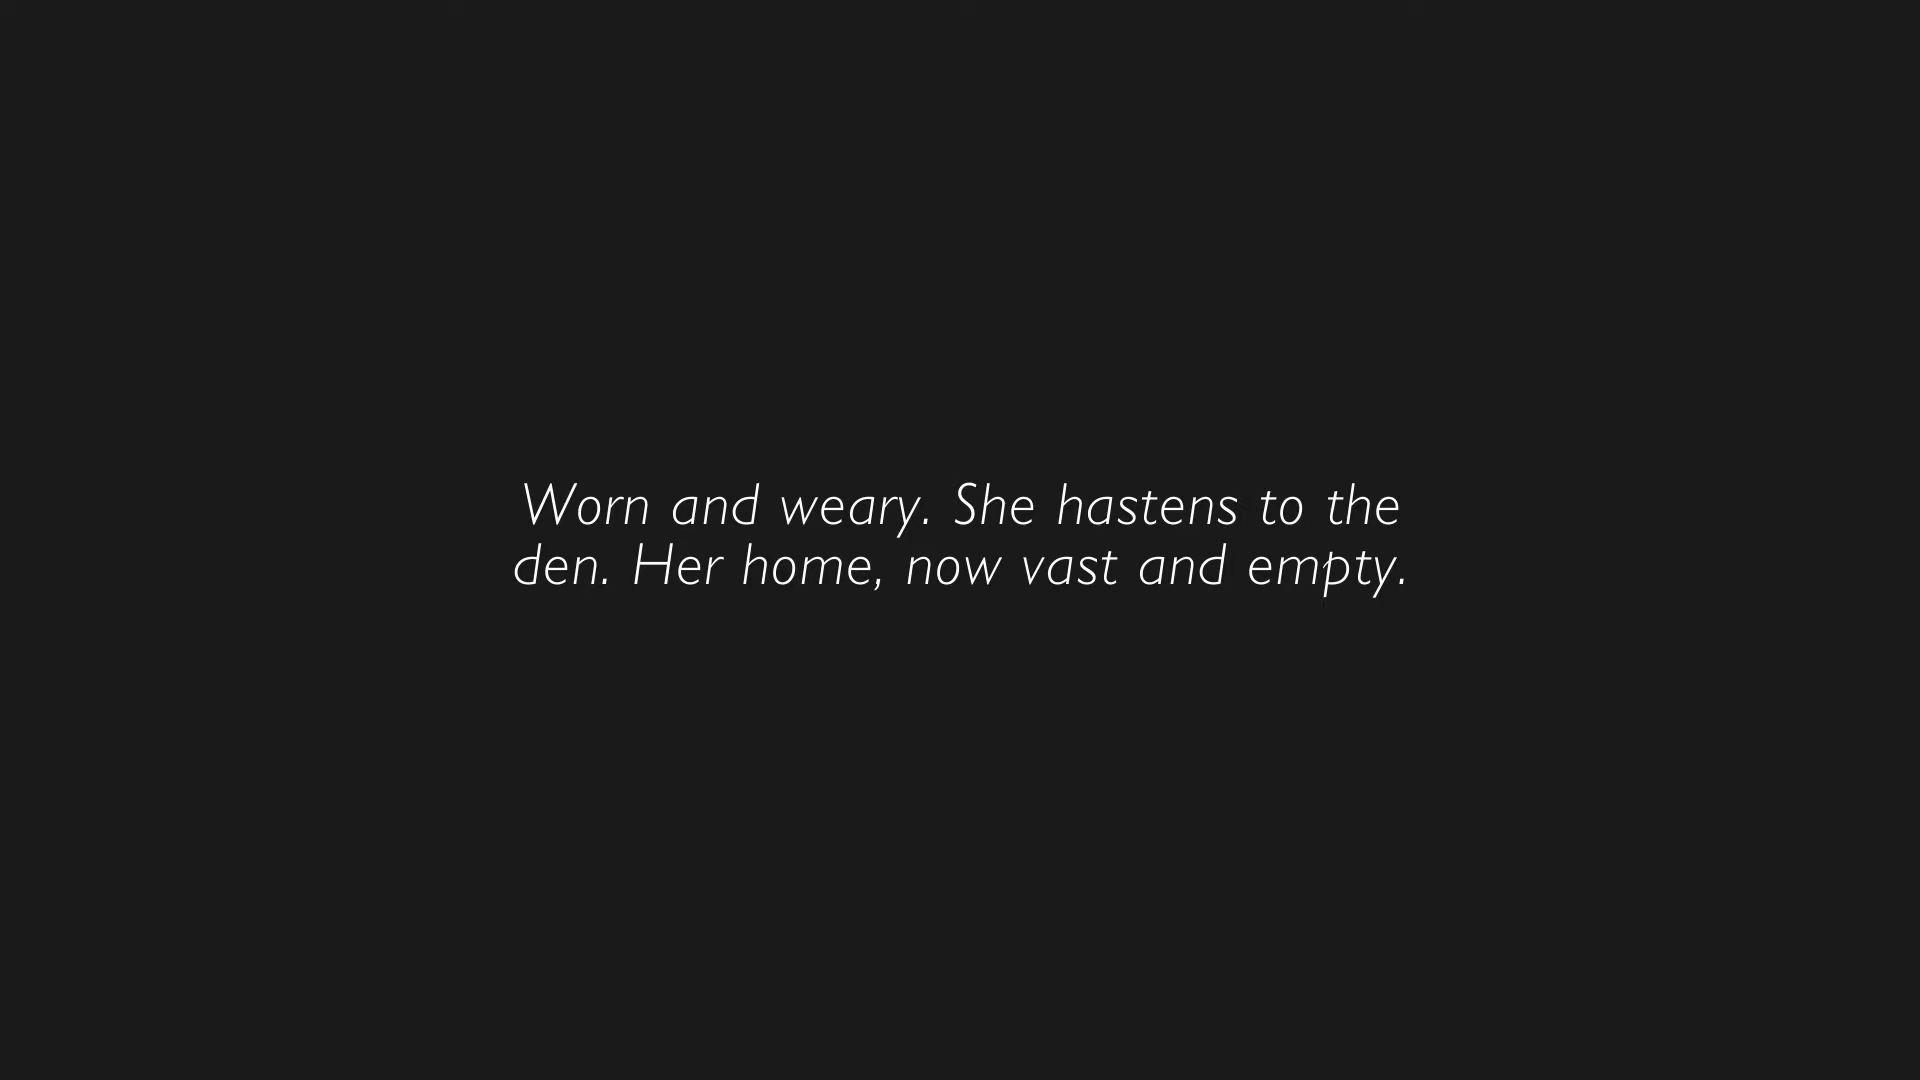 Worn and weary. She hastens to the
den. Her home, now vast and empty.